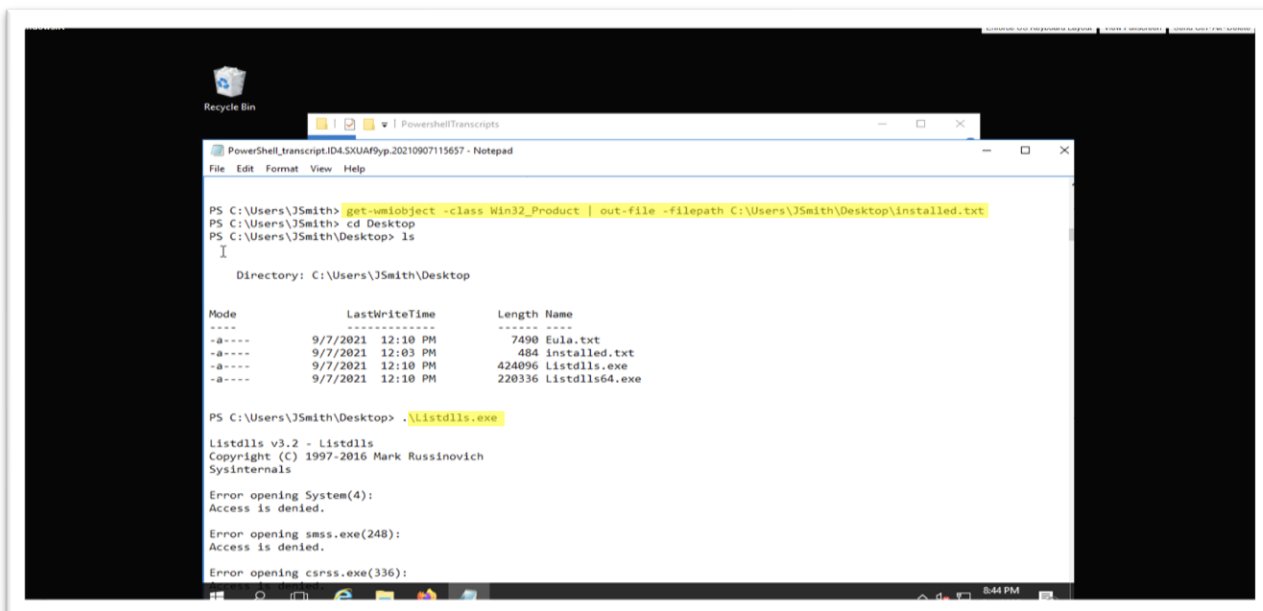 Recycle Bin
PowershellTranscripts
PowerShell_transcript.ID4.SXUAf9yp.20210907115657 - Notepad
File Edit Format View Help
PS C:\Users\JSmith> get-wmiobject -class Win32_Product | out-file -filepath C:\Users\JSmith\Desktop\installed.txt
PS C:\Users\JSmith> cd Desktop
PS C:\Users\JSmith\Desktop> ls
Directory: C:\Users\JSmith\Desktop
Mode LastWriteTime Length Name
---- ------------- ------ ----
-a---- 9/7/2021 12:10 PM 7490 Eula.txt
-a---- 9/7/2021 12:03 PM 484 installed.txt
-a---- 9/7/2021 12:10 PM 424096 Listdlls.exe
-a---- 9/7/2021 12:10 PM 220336 Listdlls64.exe
PS C:\Users\JSmith\Desktop> .\Listdlls.exe
Listdlls v3.2 - Listdlls
Copyright (C) 1997-2016 Mark Russinovich
Sysinternals
Error opening System(4):
Access is denied.
Error opening smss.exe(248):
Access is denied.
Error opening csrss.exe(336):
Access is denied.
8:44 PM